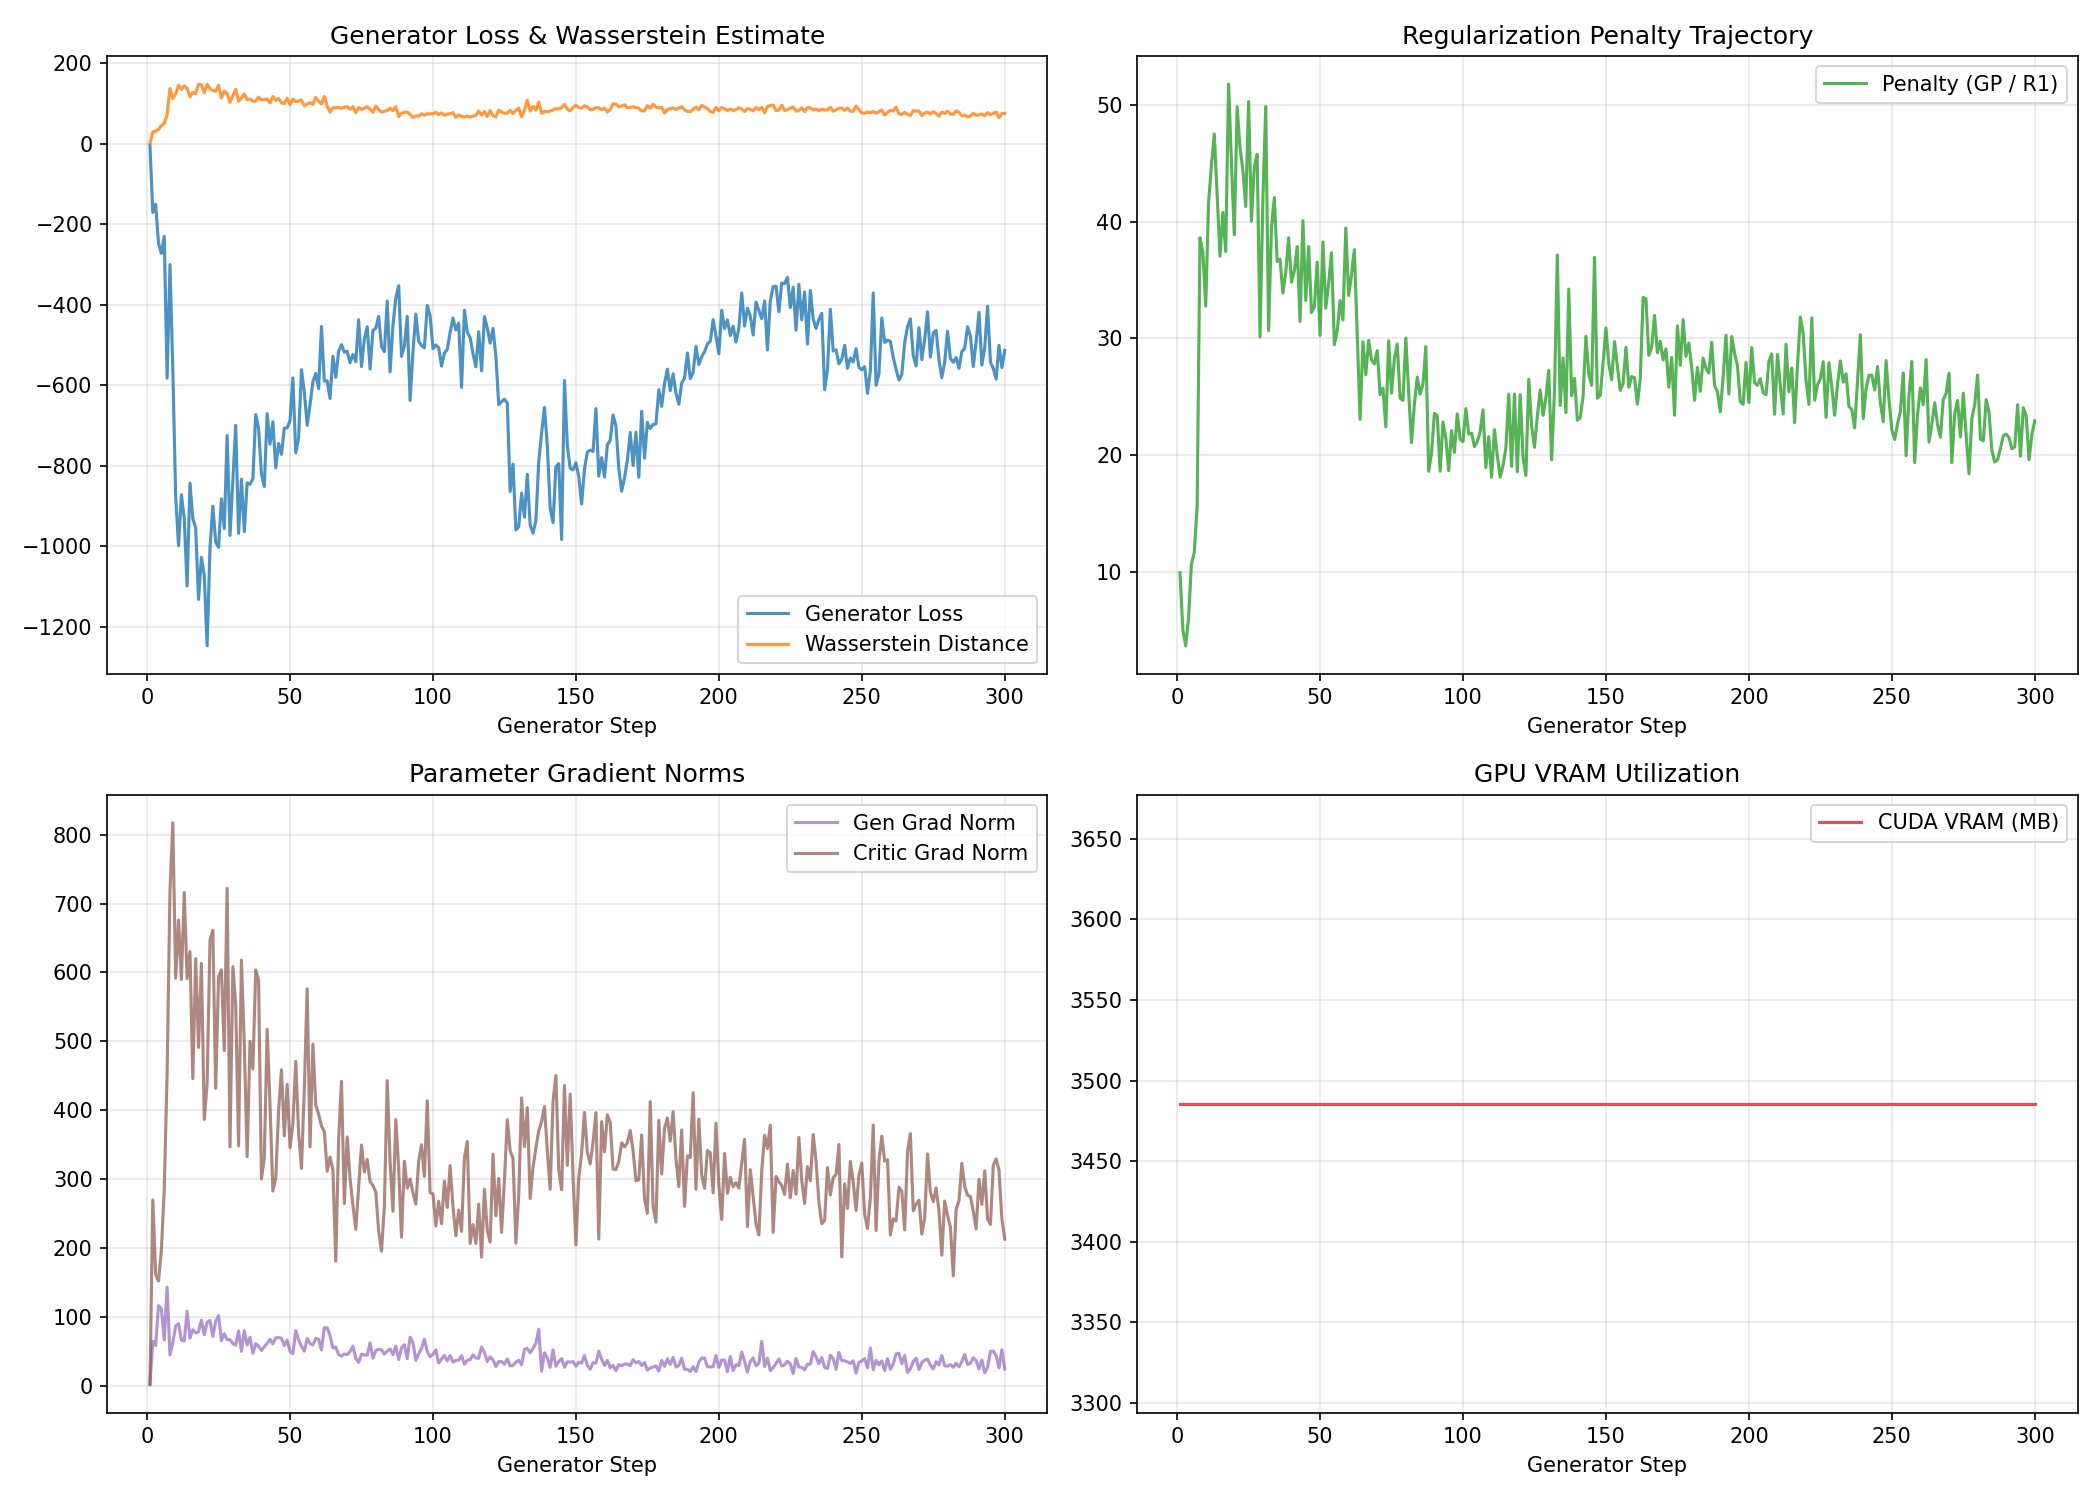 Generator Loss & Wasserstein Estimate
200
0
−200
−400
−600
−800
−1000
−1200
0 50 100 150 200 250 300
Generator Step
Generator Loss
Wasserstein Distance
Regularization Penalty Trajectory
50
40
30
20
10
0 50 100 150 200 250 300
Generator Step
Penalty (GP / R1)
Parameter Gradient Norms
800
700
600
500
400
300
200
100
0
0 50 100 150 200 250 300
Generator Step
Gen Grad Norm
Critic Grad Norm
GPU VRAM Utilization
3650
3600
3550
3500
3450
3400
3350
3300
0 50 100 150 200 250 300
Generator Step
CUDA VRAM (MB)